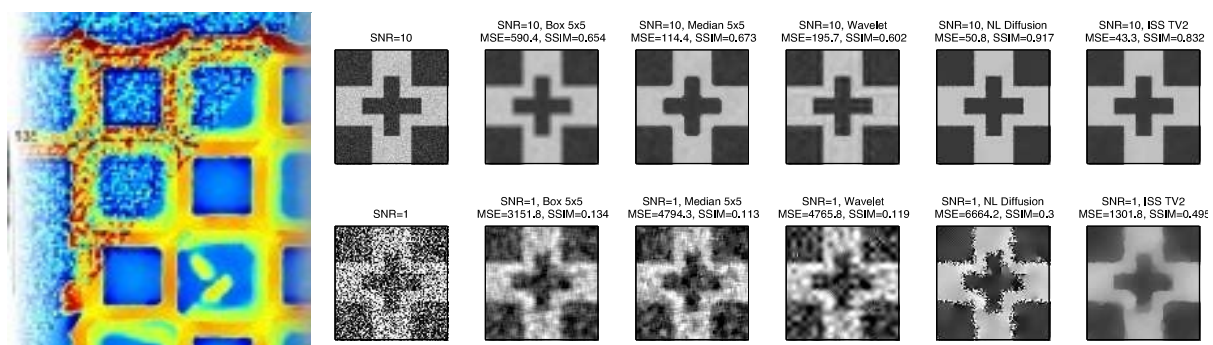 135
SNR=10
SNR=10, Box 5x5
MSE=590.4, SSIM=0.654
SNR=10, Median 5x5
MSE=114.4, SSIM=0.673
SNR=10, Wavelet
MSE=195.7, SSIM=0.602
SNR=10, NL Diffusion
MSE=50.8, SSIM=0.917
SNR=10, ISS TV2
MSE=43.3, SSIM=0.832
SNR=1
SNR=1, Box 5x5
MSE=3151.8, SSIM=0.134
SNR=1, Median 5x5
MSE=4794.3, SSIM=0.113
SNR=1, Wavelet
MSE=4765.8, SSIM=0.119
SNR=1, NL Diffusion
MSE=6664.2, SSIM=0.3
SNR=1, ISS TV2
MSE=1301.8, SSIM=0.495